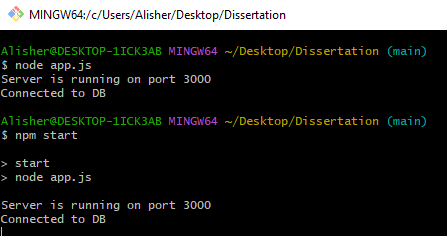 MINGW64:/c/Users/Alisher/Desktop/Dissertation
Alisher@DESKTOP-1ICK3AB MINGW64 ~/Desktop/Dissertation (main)
$ node app.js
Server is running on port 3000
Connected to DB
Alisher@DESKTOP-1ICK3AB MINGW64 ~/Desktop/Dissertation (main)
$ npm start
> start
> node app.js
Server is running on port 3000
Connected to DB